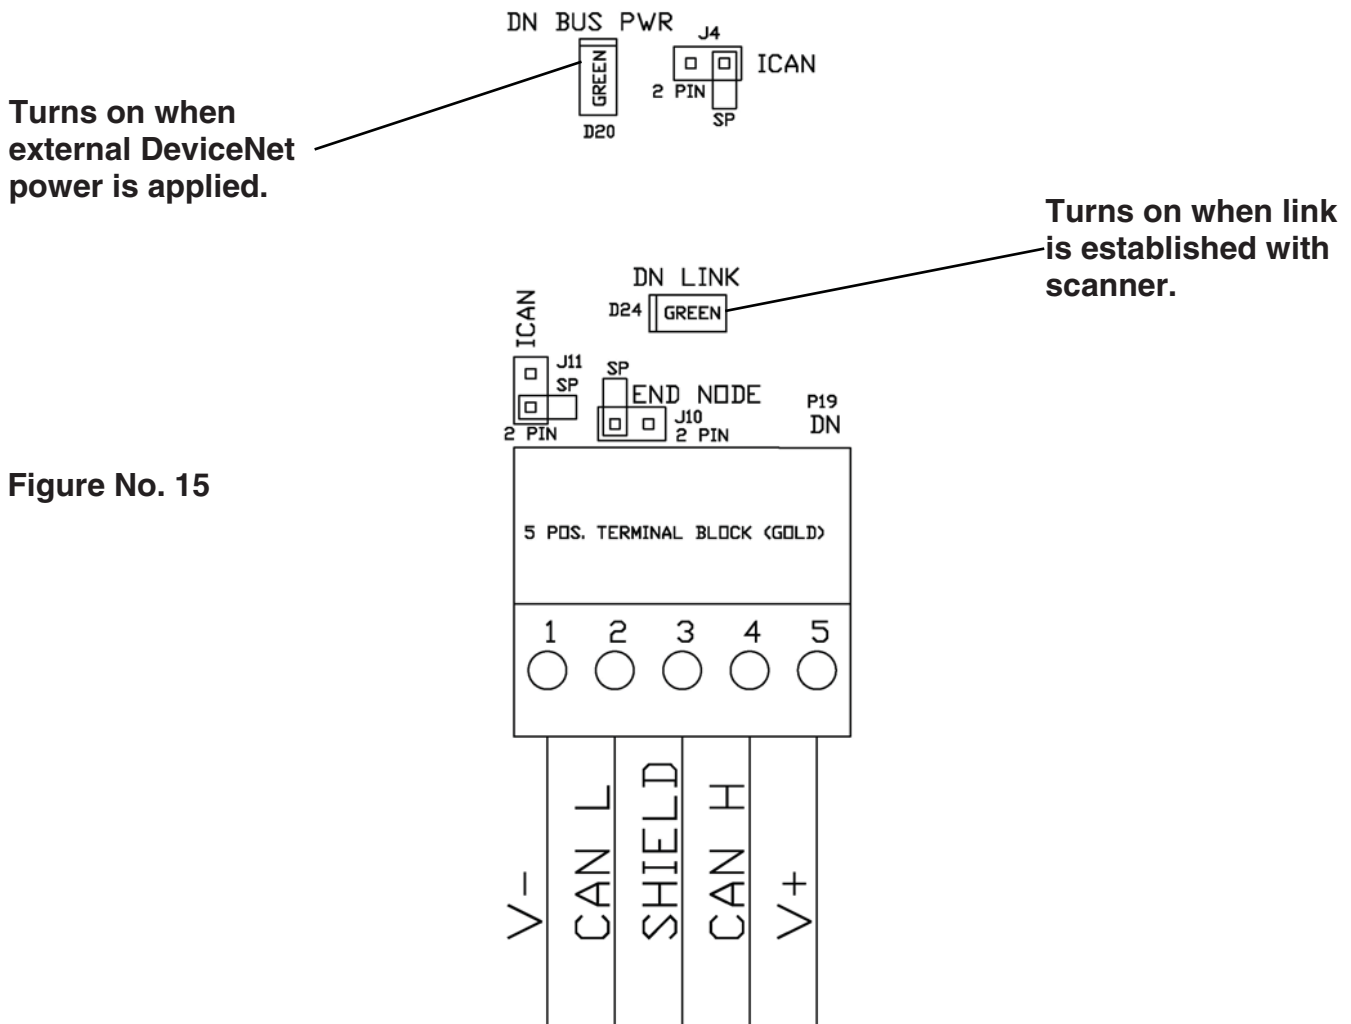 DN BUS PWR
J4
GREEN
ICAN
2 PIN
SP
D20
Turns on when
external DeviceNet
power is applied.
Turns on when link
is established with
scanner.
DN LINK
D24
GREEN
ICAN
J11
SP
2 PIN
SP
END NODE
J10
2 PIN
P19
DN
Figure No. 15
5 POS. TERMINAL BLOCK (GOLD)
1 2 3 4 5
V-
CAN L
SHIELD
CAN H
V+